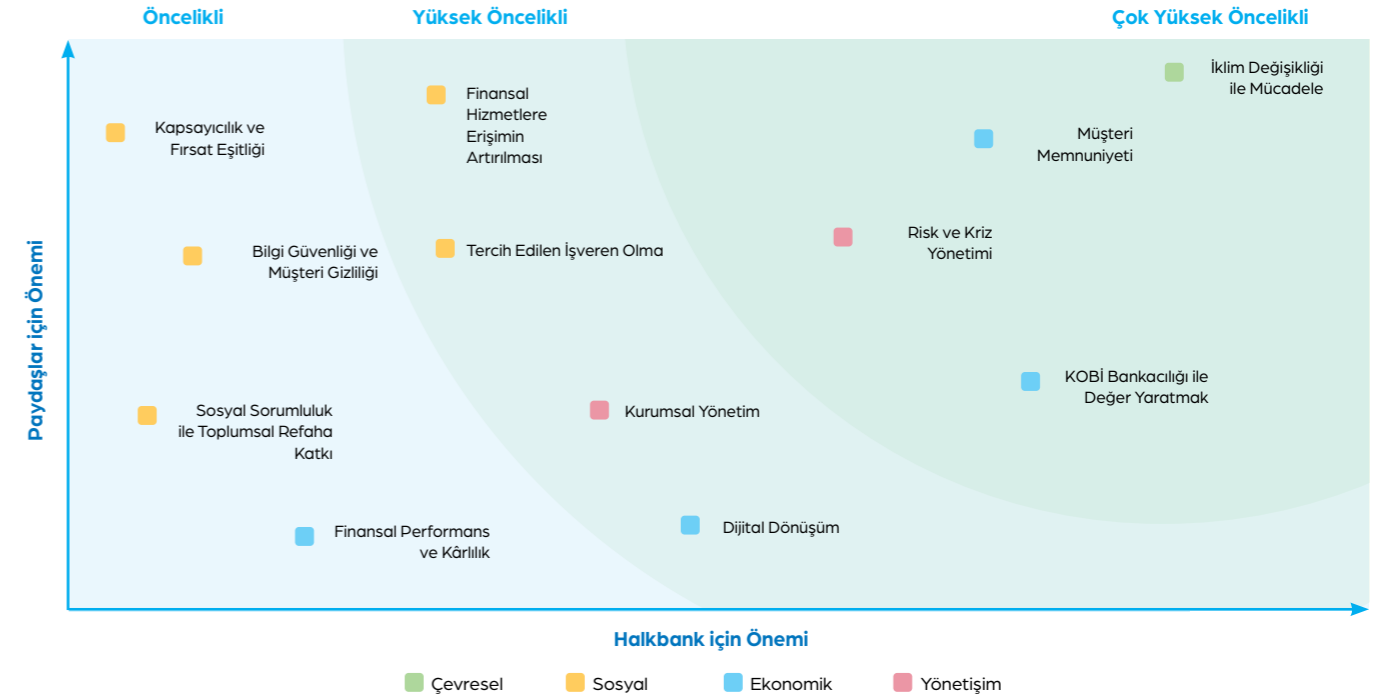 Öncelikli
Yüksek Öncelikli
Çok Yüksek Öncelikli
Paydaşlar için Önemi
Kapsayıcılık ve
Fırsat Eşitliği
Finansal
Hizmetlere
Erişimin
Artırılması
İklim Değişikliği
ile Mücadele
Müşteri
Memnuniyeti
Bilgi Güvenliği ve
Müşteri Gizliliği
Tercih Edilen İşveren Olma
Risk ve Kriz
Yönetimi
Sosyal Sorumluluk
ile Toplumsal Refaha
Katkı
Kurumsal Yönetim
KOBİ Bankacılığı ile
Değer Yaratmak
Finansal Performans
ve Kârlılık
Dijital Dönüşüm
Halkbank için Önemi
Çevresel
Sosyal
Ekonomik
Yönetişim